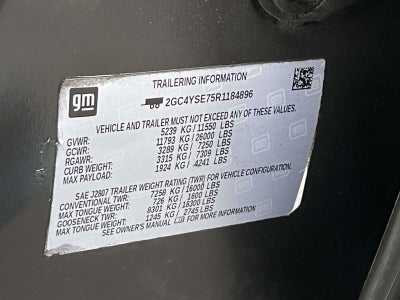 gm
TRAILERING INFORMATION
2GC4YSE75R1184896
VEHICLE AND TRAILER MUST NOT EXCEED ANY OF THESE VALUES.
GVWR: 5239 KG / 11550 LBS
GCWR: 11793 KG / 26000 LBS
RGAWR: 3289 KG / 7250 LBS
CURB WEIGHT: 3315 KG / 7309 LBS
MAX PAYLOAD: 1924 KG / 4241 LBS
SAE J2807 TRAILER WEIGHT RATING (TWR) FOR VEHICLE CONFIGURATION.
CONVENTIONAL TWR: 7258 KG / 16000 LBS
MAX TONGUE WEIGHT: 726 KG / 1600 LBS
GOOSENECK TWR: 8301 KG / 18300 LBS
MAX TONGUE WEIGHT: 1245 KG / 2745 LBS
SEE OWNER'S MANUAL FOR MORE INFORMATION